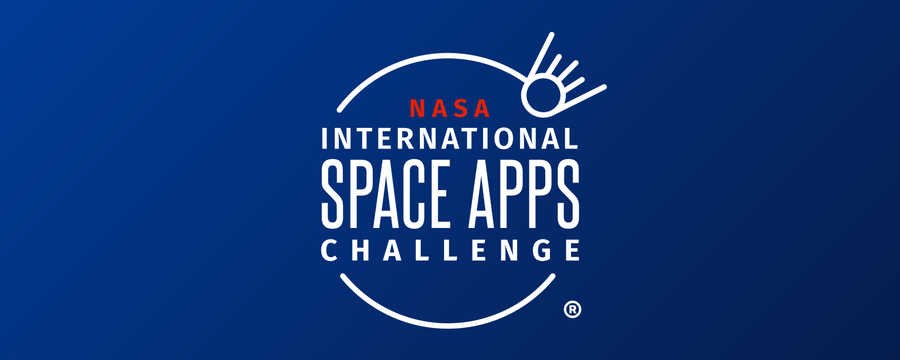 NASA
INTERNATIONAL
SPACE APPS
CHALLENGE
®